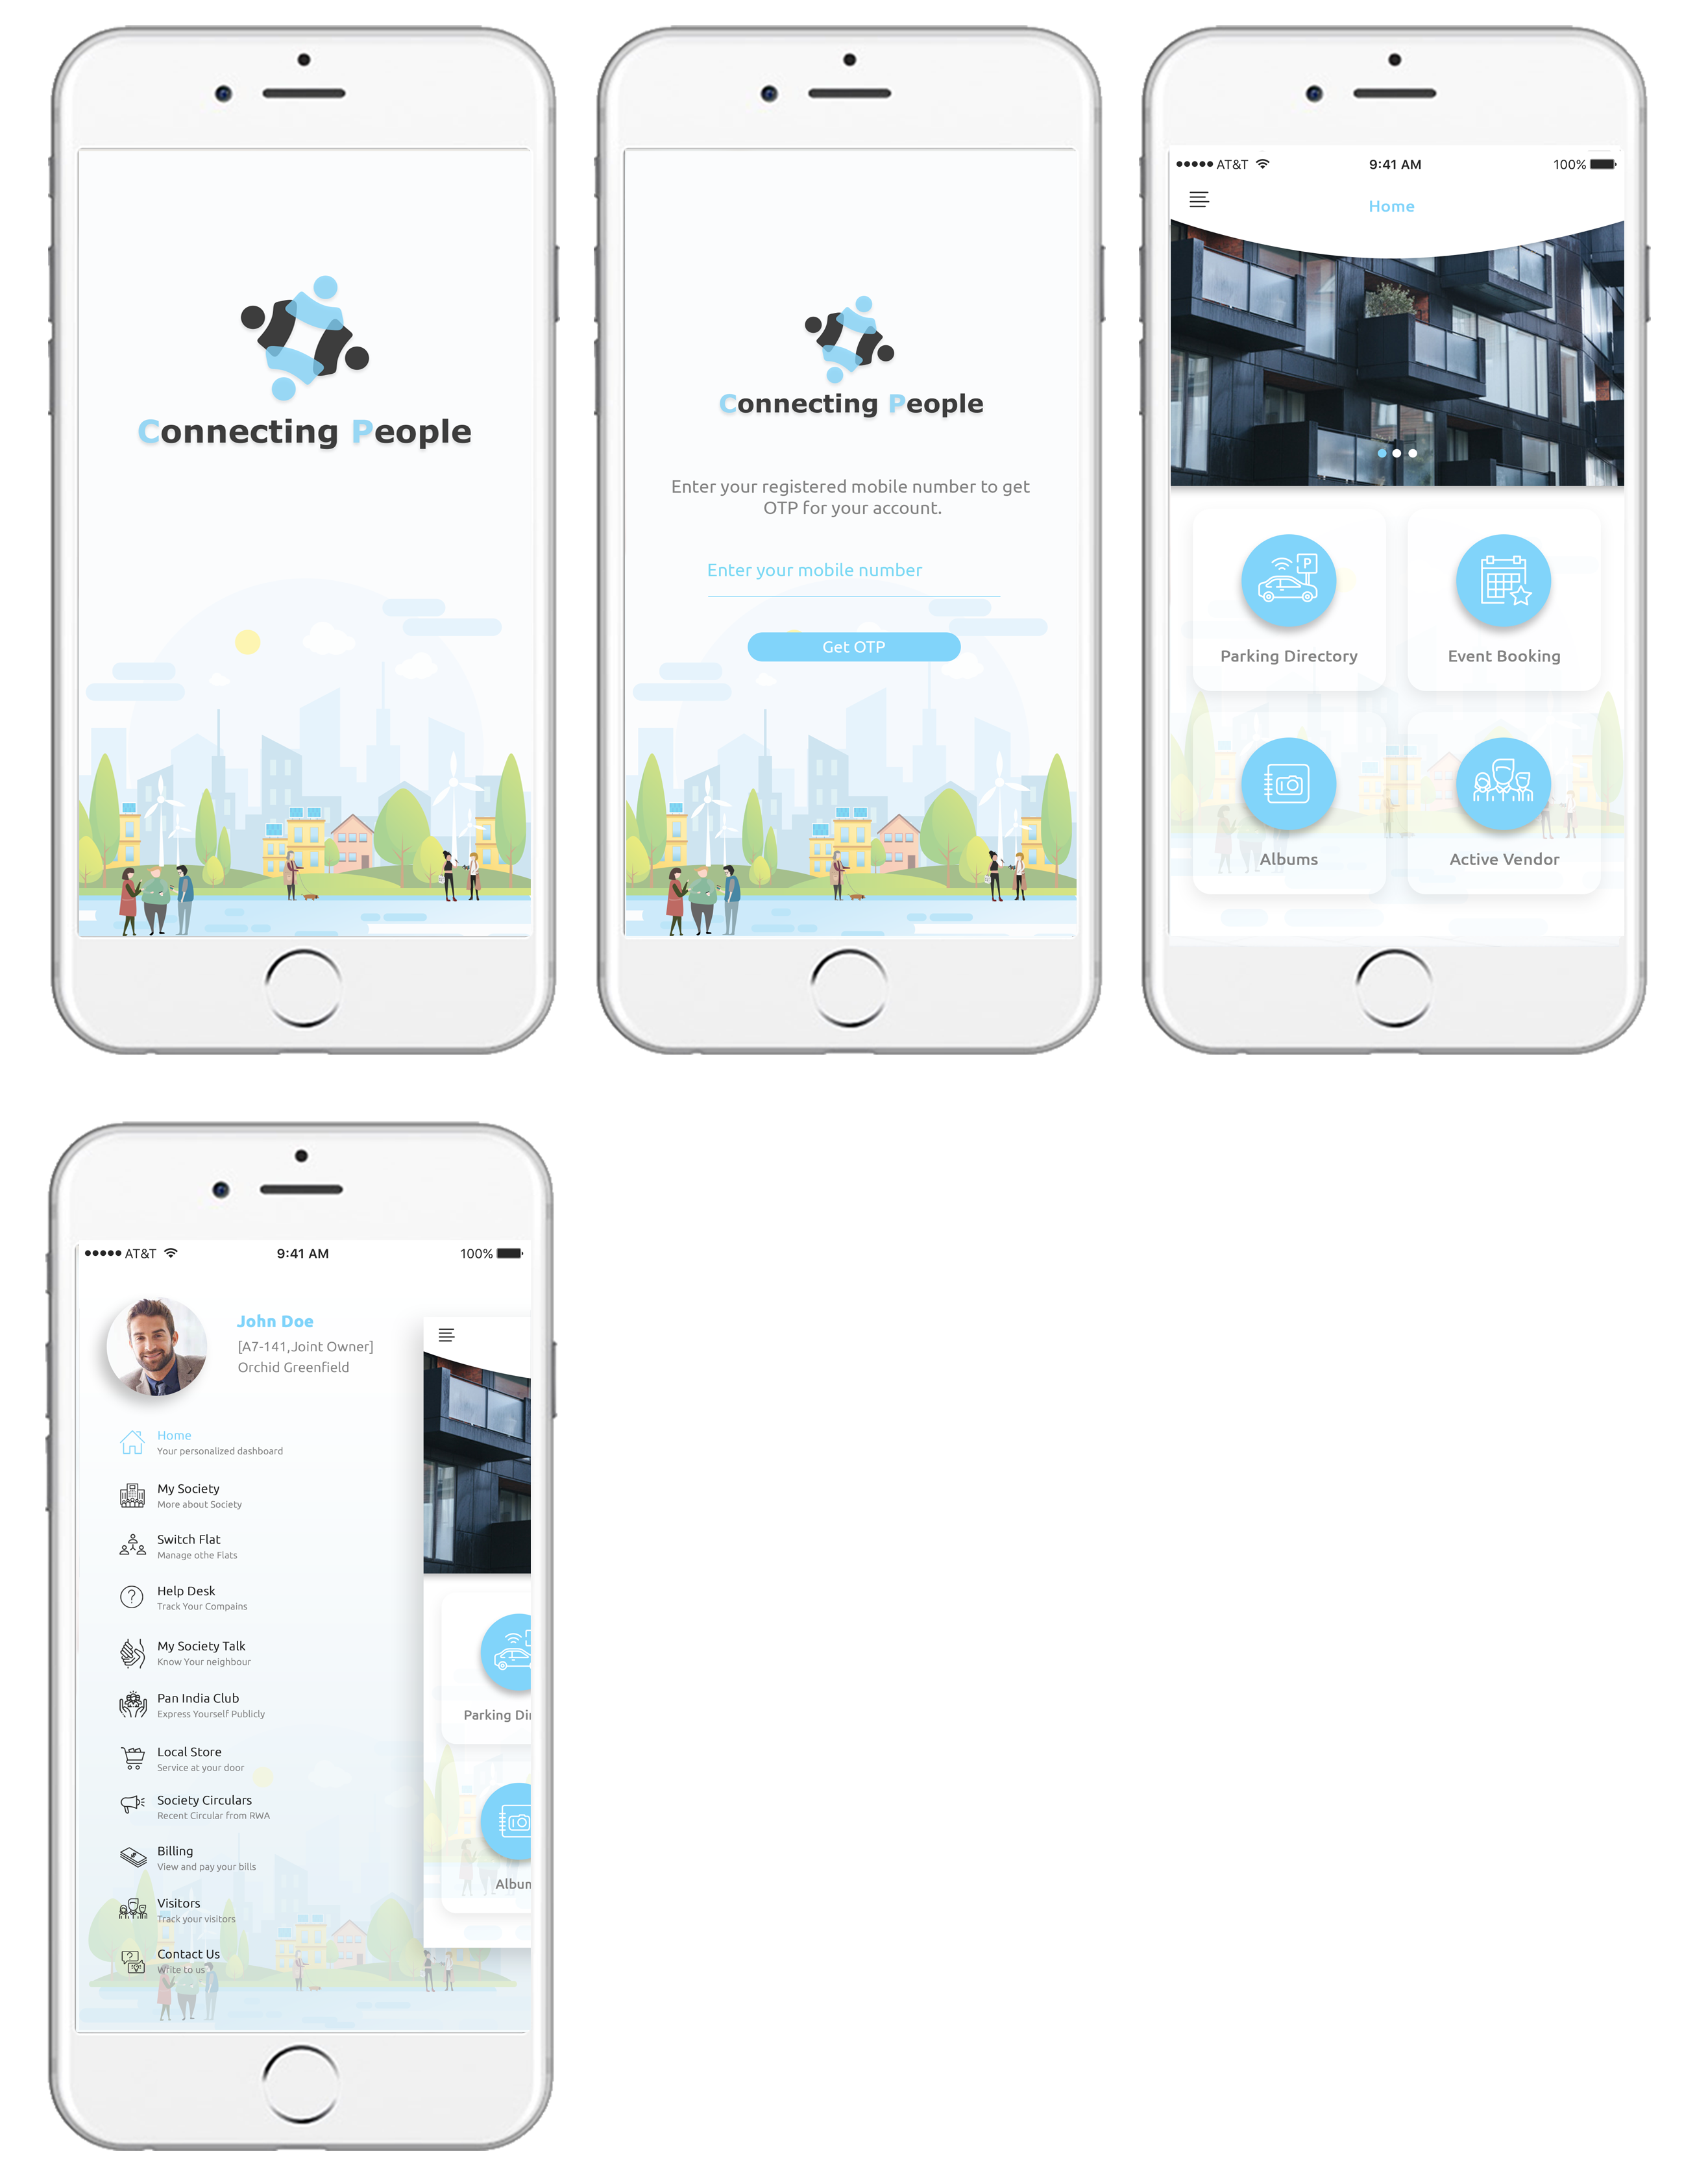 Connecting People
Connecting People
Enter your registered mobile number to get
OTP for your account.
Enter your mobile number
Get OTP
AT&T 9:41 AM 100%
Home
P
Parking Directory
Event Booking
Albums
Active Vendor
AT&T 9:41 AM 100%
John Doe
[A7-141,Joint Owner]
Orchid Greenfield
Home
Your personalized dashboard
My Society
More about Society
Switch Flat
Manage othe Flats
Help Desk
Track Your Compains
My Society Talk
Know Your neighbour
Pan India Club
Express Yourself Publicly
Local Store
Service at your door
Society Circulars
Recent Circular from RWA
Billing
View and pay your bills
Visitors
Track your visitors
Contact Us
Write to us
Parking Di
Albu